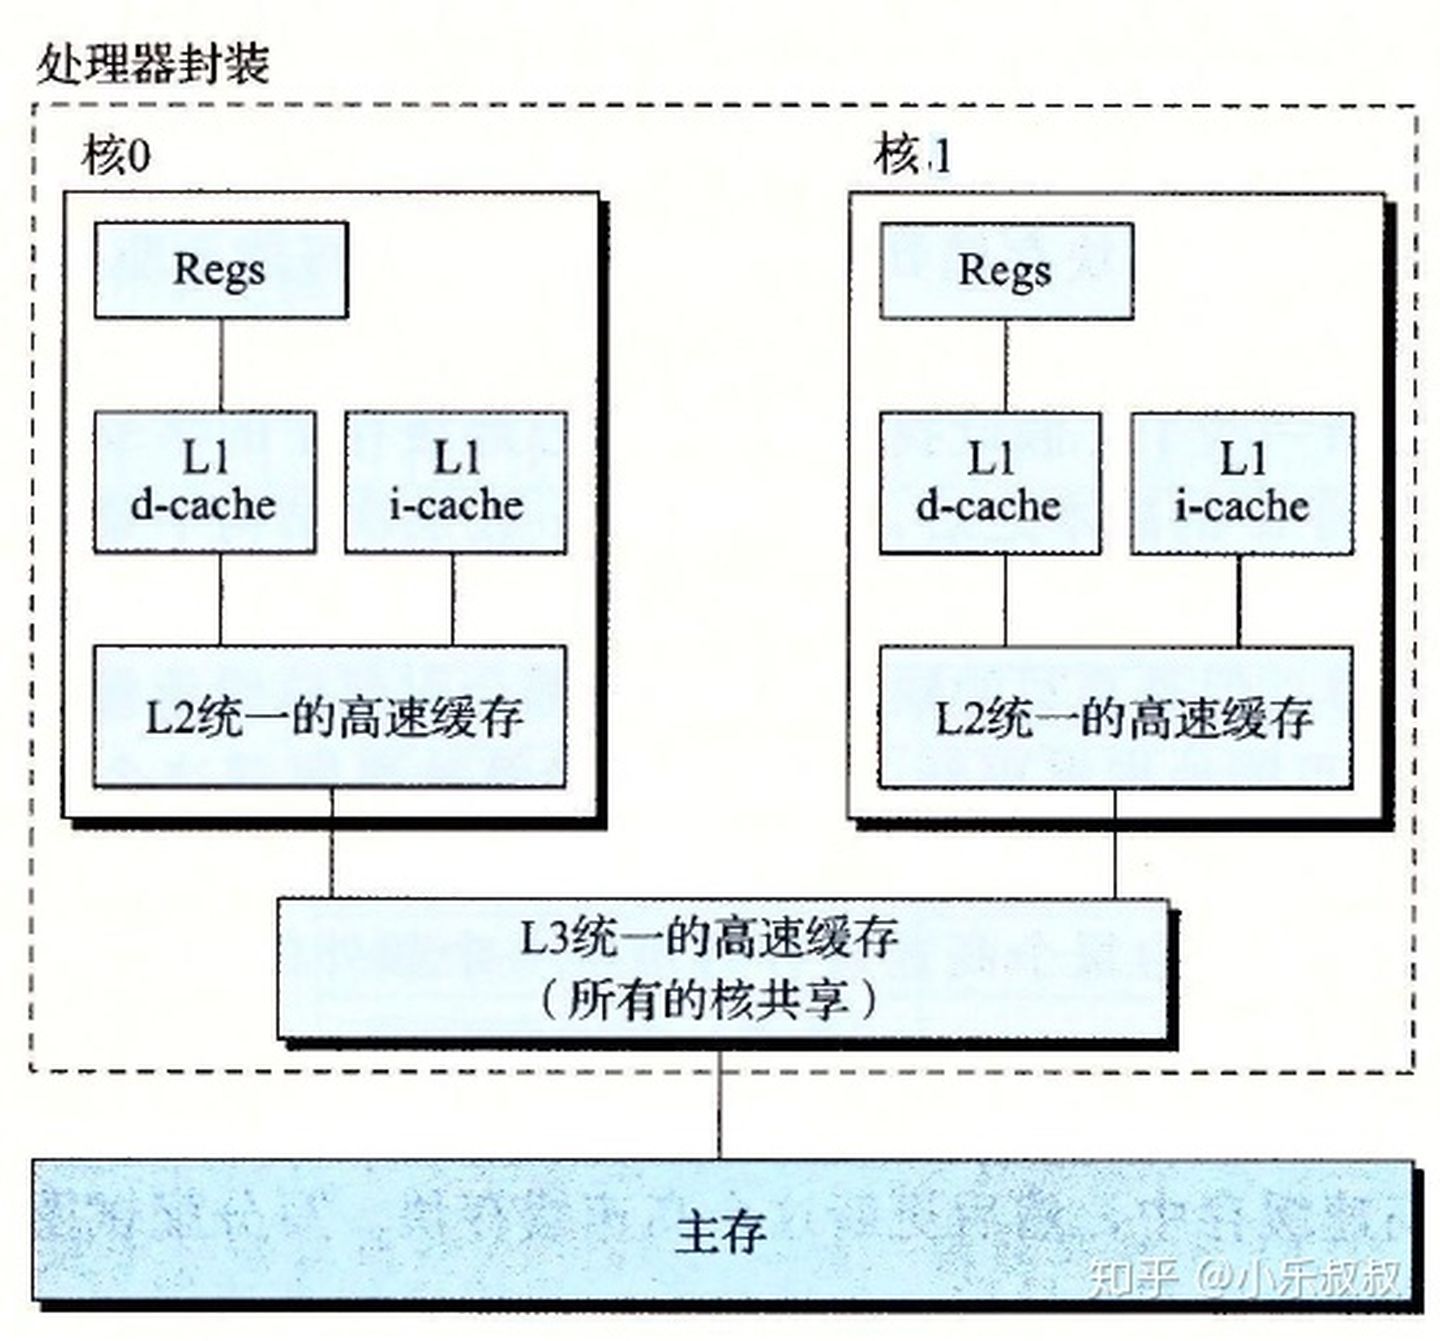 处理器封装
核0
核1
Regs
Regs
L1
d-cache
L1
i-cache
L1
d-cache
L1
i-cache
L2统一的高速缓存
L2统一的高速缓存
L3统一的高速缓存
（所有的核共享）
主存
知乎 @小乐叔叔